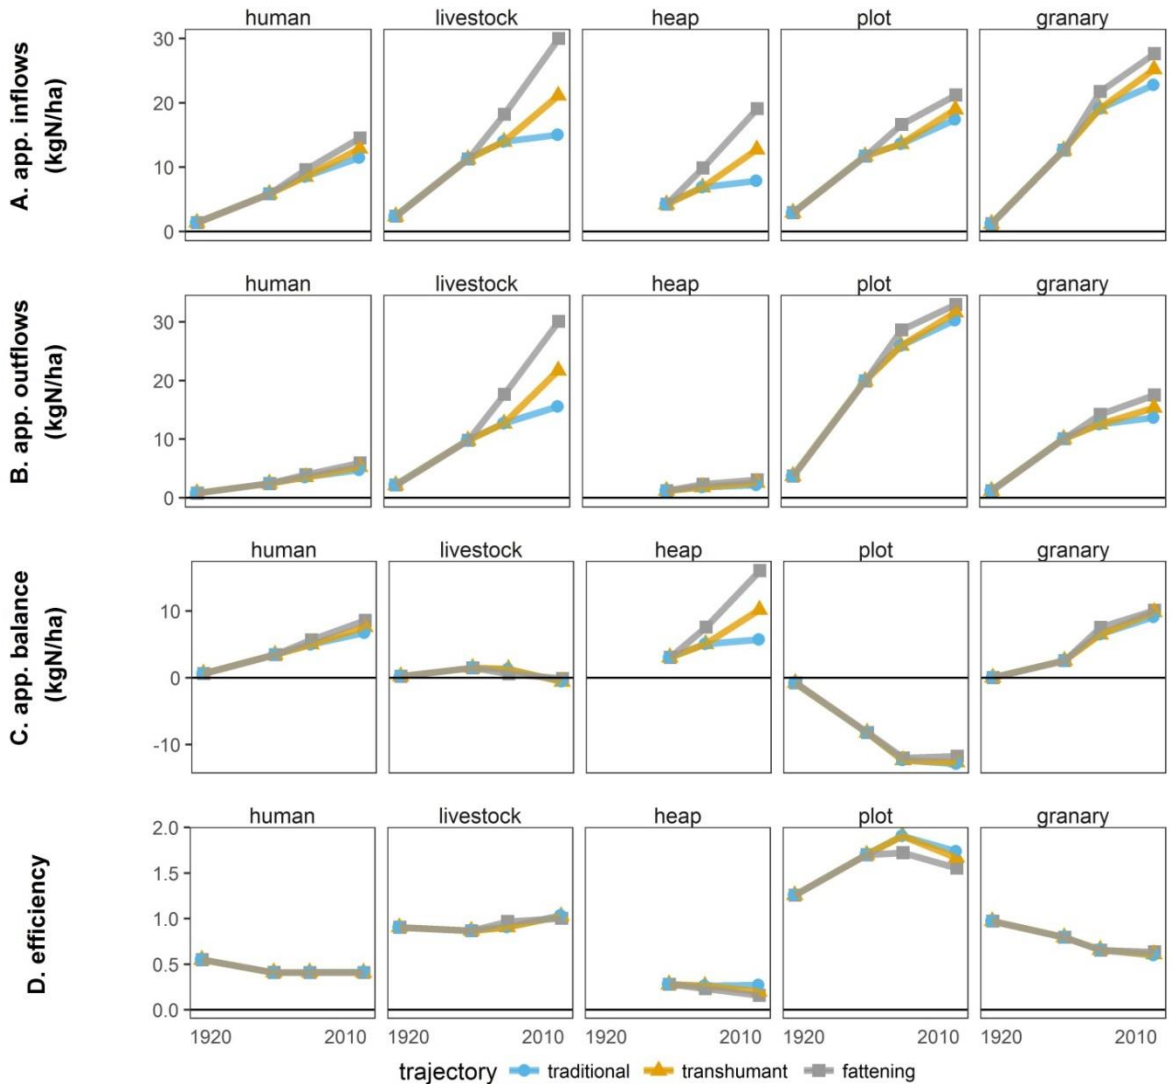 human livestock heap plot granary
A. app. inflows
(kgN/ha)
30
20
10
0
human livestock heap plot granary
B. app. outflows
(kgN/ha)
30
20
10
0
human livestock heap plot granary
C. app. balance
(kgN/ha)
10
0
-10
human livestock heap plot granary
D. efficiency
2.0
1.5
1.0
0.5
0.0
1920 2010 1920 2010 1920 2010 1920 2010 1920 2010
trajectory traditional transhumant fattening